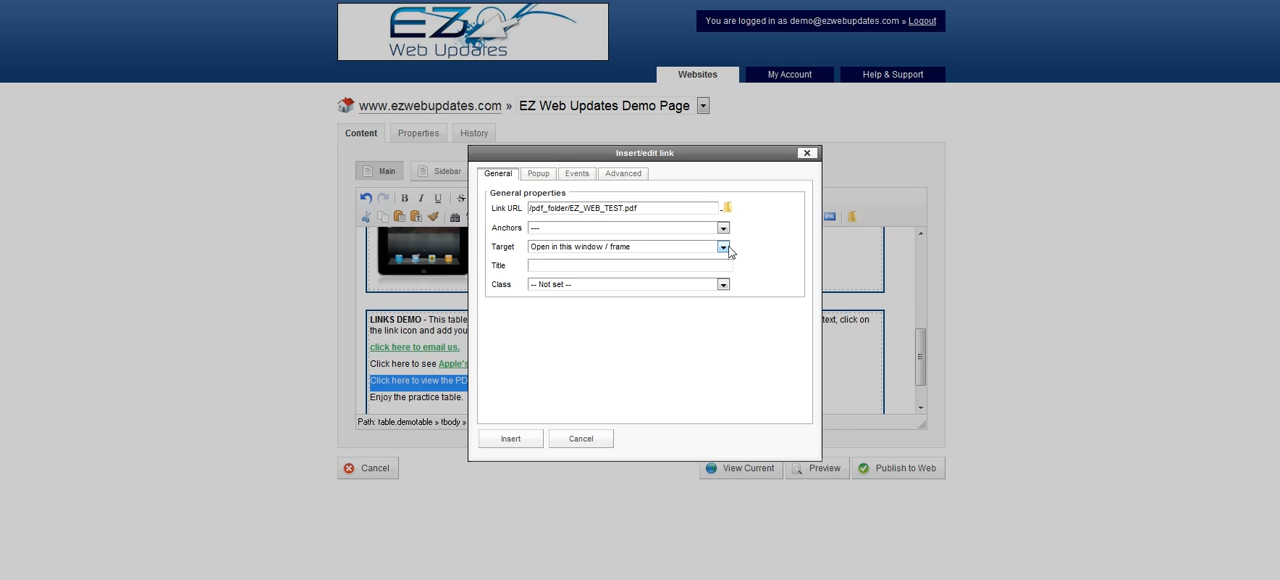 EZ
Web Updates
You are logged in as demo@ezwebupdates.com » Logout
Websites
My Account
Help & Support
www.ezwebupdates.com » EZ Web Updates Demo Page
Content
Properties
History
Main
Sidebar
Insert/edit link
General
Popup
Events
Advanced
General properties
Link URL /pdf_folder/EZ_WEB_TEST.pdf
Anchors ---
Target Open in this window / frame
Title
Class -- Not set --
Insert
Cancel
B I U S
LINKS DEMO - This table
text, click on
the link icon and add you
click here to email us.
Click here to see Apple's
Click here to view the PD
Enjoy the practice table.
Path: table.demotable » tbody »
Cancel
View Current
Preview
Publish to Web